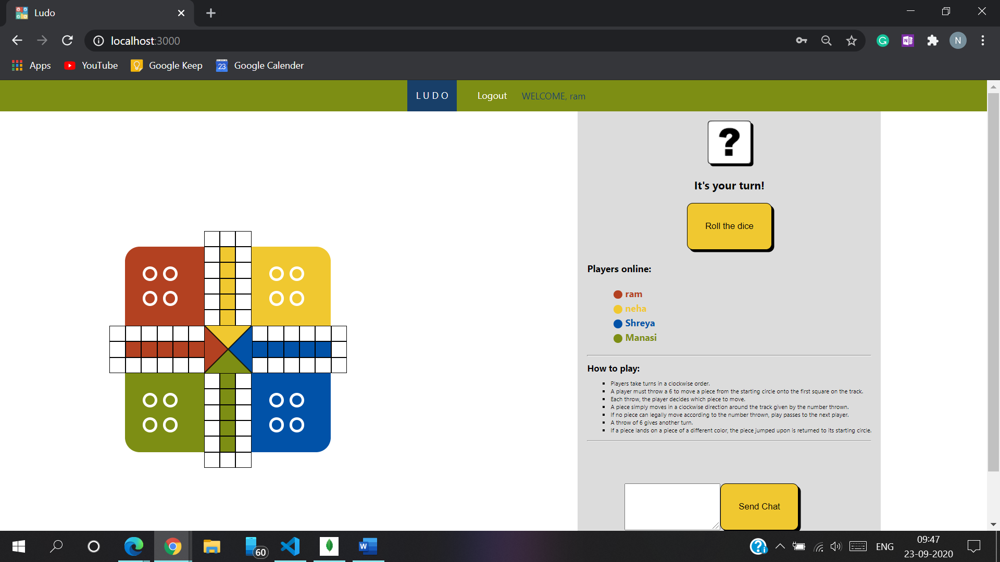 Ludo
localhost:3000
N
Apps
YouTube
Google Keep
23
Google Calender
L U D O
Logout
WELCOME, ram
?
It's your turn!
Roll the dice
Players online:
ram
neha
Shreya
Manasi
How to play:
Players take turns in a clockwise order.
A player must throw a 6 to move a piece from the starting circle onto the first square on the track.
Each throw, the player decides which piece to move.
A piece simply moves in a clockwise direction around the track given by the number thrown.
If no piece can legally move according to the number thrown, play passes to the next player.
A throw of 6 gives another turn.
If a piece lands on a piece of a different color, the piece jumped upon is returned to its starting circle.
Send Chat
60
W
ENG
09:47
23-09-2020